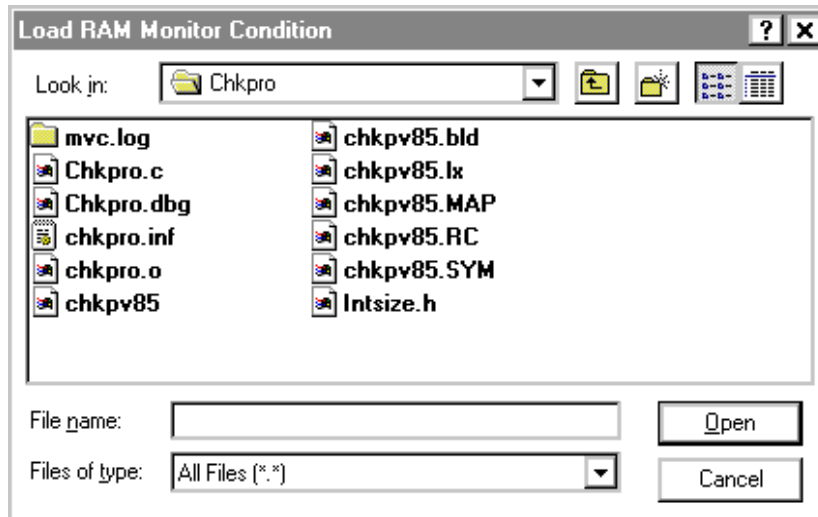 Load RAM Monitor Condition
Look in: Chkpro
mvc.log
Chkpro.c
Chkpro.dbg
chkpro.inf
chkpro.o
chkpv85
chkpv85.bld
chkpv85.lx
chkpv85.MAP
chkpv85.RC
chkpv85.SYM
Intsize.h
File name: Open
Files of type: All Files (*.*) Cancel